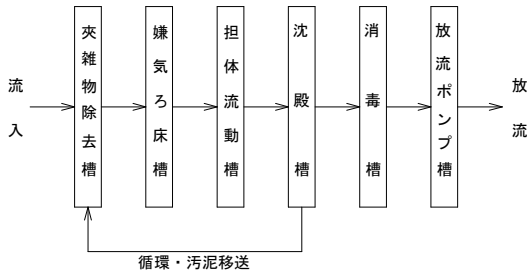 流入
夾雑物除去槽
嫌気ろ床槽
担体流動槽
沈殿槽
消毒槽
放流ポンプ槽
放流
循環・汚泥移送